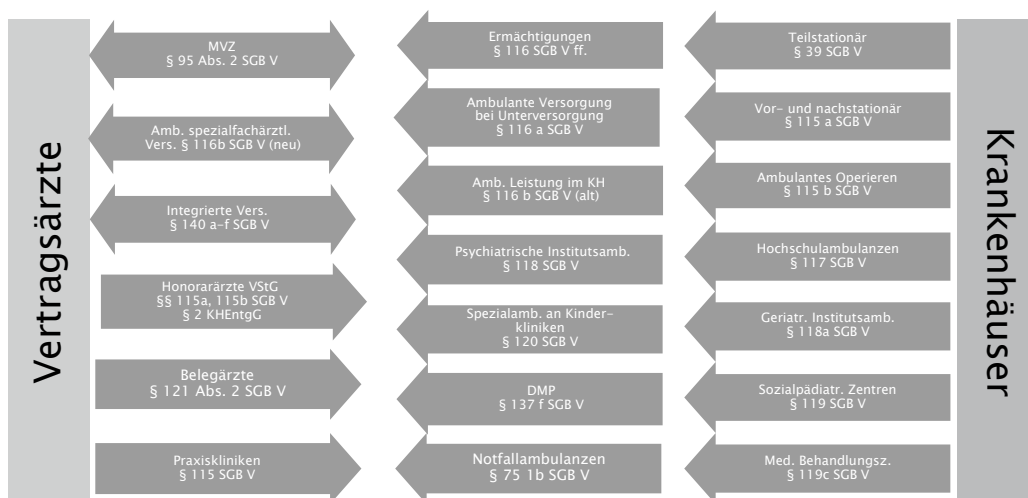 Vertragsärzte
MVZ
§ 95 Abs. 2 SGB V
Amb. spezialfachärztl.
Vers. § 116b SGB V (neu)
Integrierte Vers.
§ 140 a–f SGB V
Honorarärzte VStG
§§ 115a, 115b SGB V
§ 2 KHEntgG
Belegärzte
§ 121 Abs. 2 SGB V
Praxiskliniken
§ 115 SGB V
Ermächtigungen
§ 116 SGB V ff.
Ambulante Versorgung
bei Unterversorgung
§ 116 a SGB V
Amb. Leistung im KH
§ 116 b SGB V (alt)
Psychiatrische Institutsamb.
§ 118 SGB V
Spezialamb. an Kinder–
kliniken
§ 120 SGB V
DMP
§ 137 f SGB V
Notfallambulanzen
§ 75 1b SGB V
Teilstationär
§ 39 SGB V
Vor– und nachstationär
§ 115 a SGB V
Ambulantes Operieren
§ 115 b SGB V
Hochschulambulanzen
§ 117 SGB V
Geriatr. Institutsamb.
§ 118a SGB V
Sozialpädiatr. Zentren
§ 119 SGB V
Med. Behandlungsz.
§ 119c SGB V
Krankenhäuser